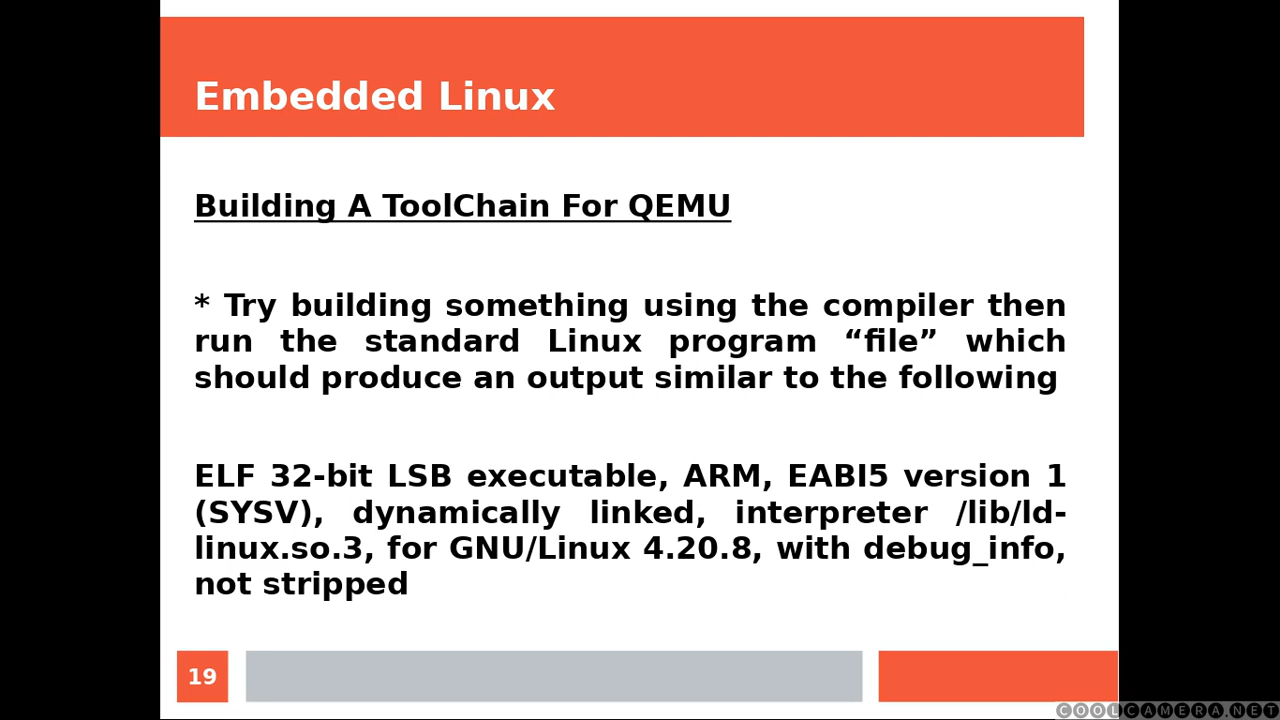 Embedded Linux
Building A ToolChain For QEMU
* Try building something using the compiler then
run the standard Linux program “file” which
should produce an output similar to the following
ELF 32-bit LSB executable, ARM, EABI5 version 1
(SYSV), dynamically linked, interpreter /lib/ld-
linux.so.3, for GNU/Linux 4.20.8, with debug_info,
not stripped
19
COOLCAMERA.NET